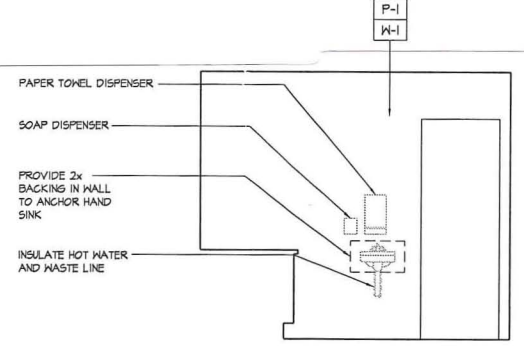 P-1
W-1
PAPER TOWEL DISPENSER
SOAP DISPENSER
PROVIDE 2x
BACKING IN WALL
TO ANCHOR HAND
SINK
INSULATE HOT WATER
AND WASTE LINE